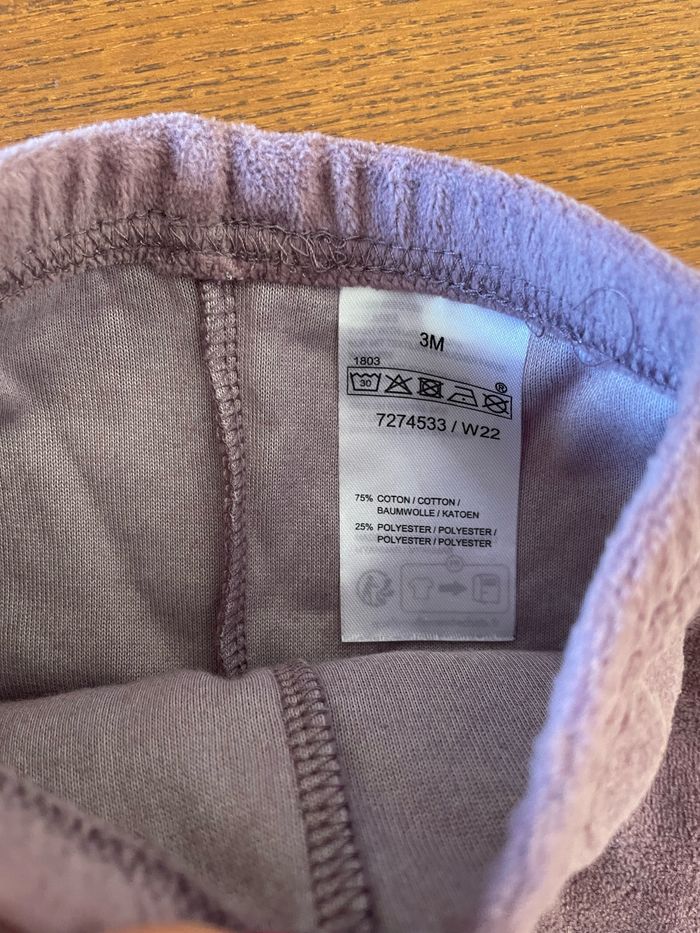 3M
1803
30
®
7274533 / W22
75% COTON / COTTON /
BAUMWOLLE / KATOEN
25% POLYESTER / POLYESTER /
POLYESTER / POLYESTER